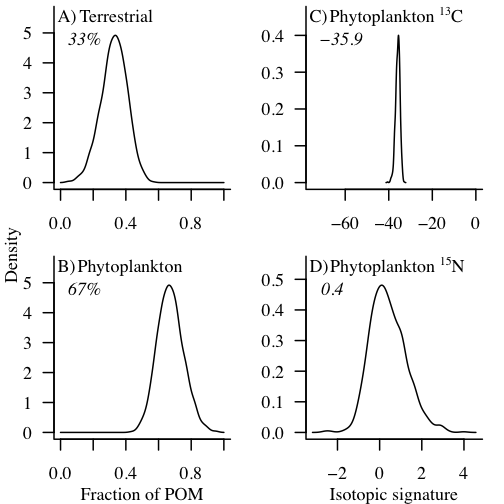 A) Terrestrial
33%
5
4
3
2
1
0
0.0 0.4 0.8
C) Phytoplankton ¹³C
−35.9
0.4
0.3
0.2
0.1
0.0
−60 −40 −20 0
Density
B) Phytoplankton
67%
5
4
3
2
1
0
0.0 0.4 0.8
Fraction of POM
D) Phytoplankton ¹⁵N
0.4
0.5
0.4
0.3
0.2
0.1
0.0
−2 0 2 4
Isotopic signature